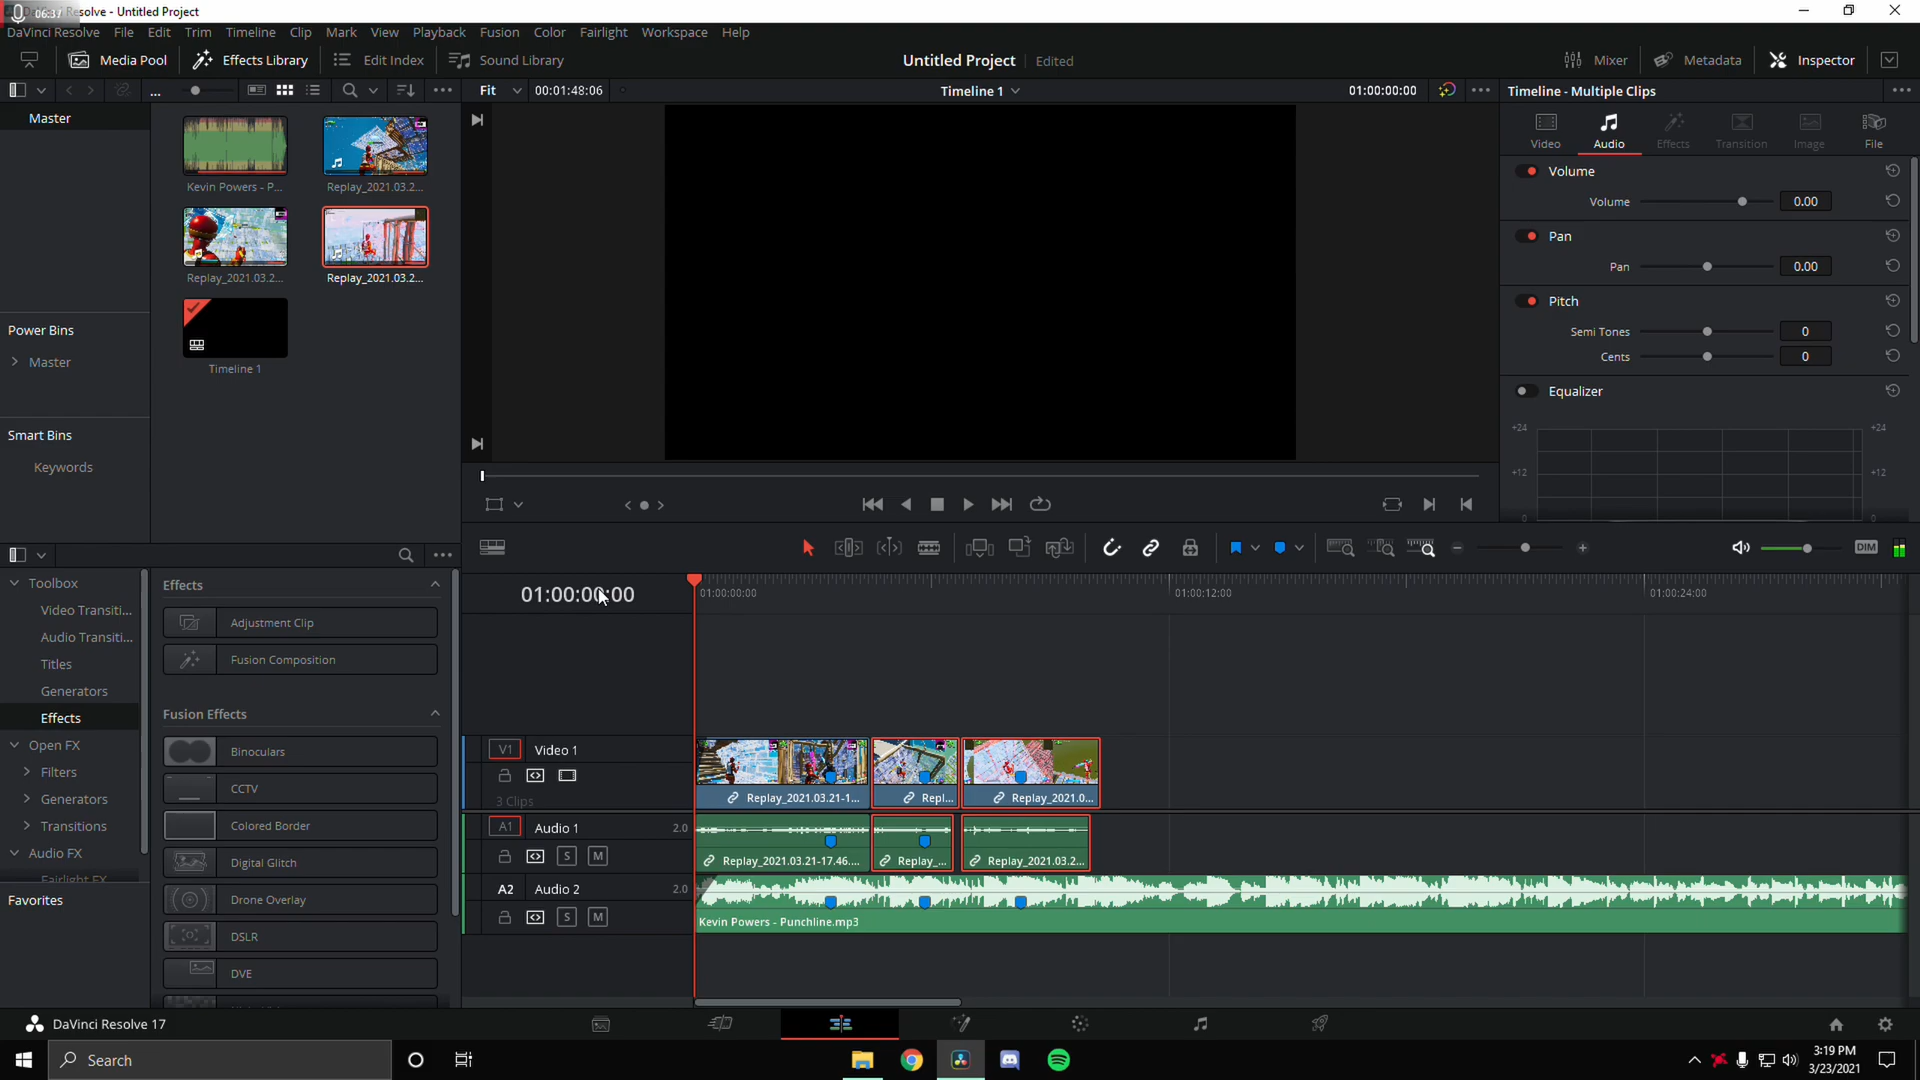 06:37
Resolve - Untitled Project
DaVinci Resolve File Edit Trim Timeline Clip Mark View Playback Fusion Color Fairlight Workspace Help
Media Pool Effects Library Edit Index Sound Library Untitled Project Edited Mixer Metadata Inspector
... Fit 00:01:48:06 Timeline 1 01:00:00:00 Timeline - Multiple Clips
Master
Video Audio Effects Transition Image File
Kevin Powers - P...
Replay_2021.03.2...
Replay_2021.03.2...
Replay_2021.03.2...
Timeline 1
Power Bins
Master
Smart Bins
Keywords
Volume
Volume 0.00
Pan
Pan 0.00
Pitch
Semi Tones 0
Cents 0
Equalizer
+24 +24
+12 +12
0 0
DIM
Toolbox
Video Transiti...
Audio Transiti...
Titles
Generators
Effects
Open FX
Filters
Generators
Transitions
Audio FX
Fairlight FX
Favorites
Effects
Adjustment Clip
Fusion Composition
Fusion Effects
Binoculars
CCTV
Colored Border
Digital Glitch
Drone Overlay
DSLR
DVE
01:00:00:00
01:00:00:00 01:00:12:00 01:00:24:00
V1 Video 1
3 Clips
Replay_2021.03.21-1... Repl... Replay_2021.0...
A1 Audio 1 2.0
S M
Replay_2021.03.21-17.46.... Replay_... Replay_2021.03.2...
A2 Audio 2 2.0
S M
Kevin Powers - Punchline.mp3
DaVinci Resolve 17
Search
3:19 PM
3/23/2021